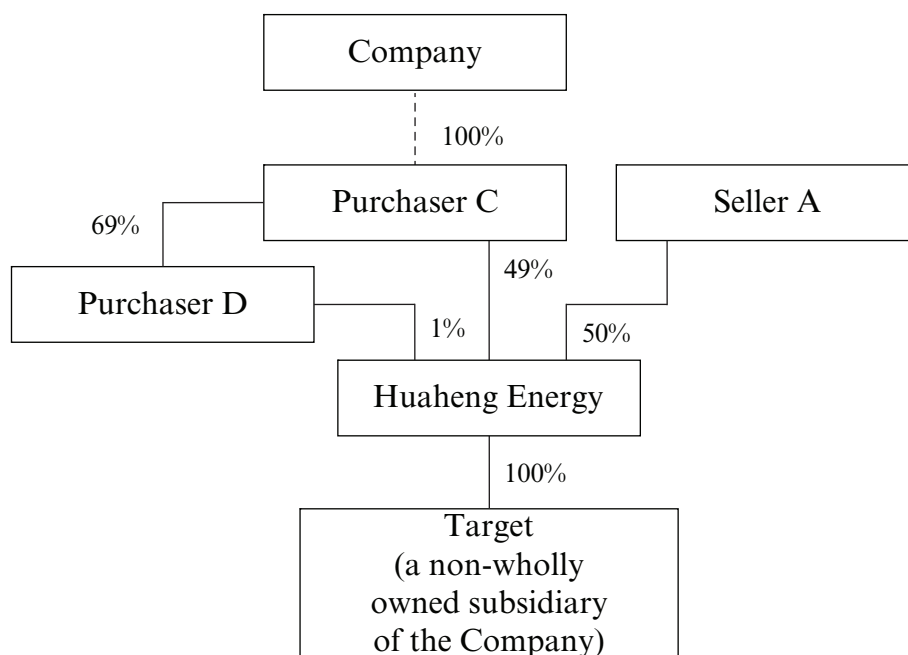 Company
100%
Purchaser C
Seller A
69%
49%
Purchaser D
1%
50%
Huaheng Energy
100%
Target
(a non-wholly
owned subsidiary
of the Company)